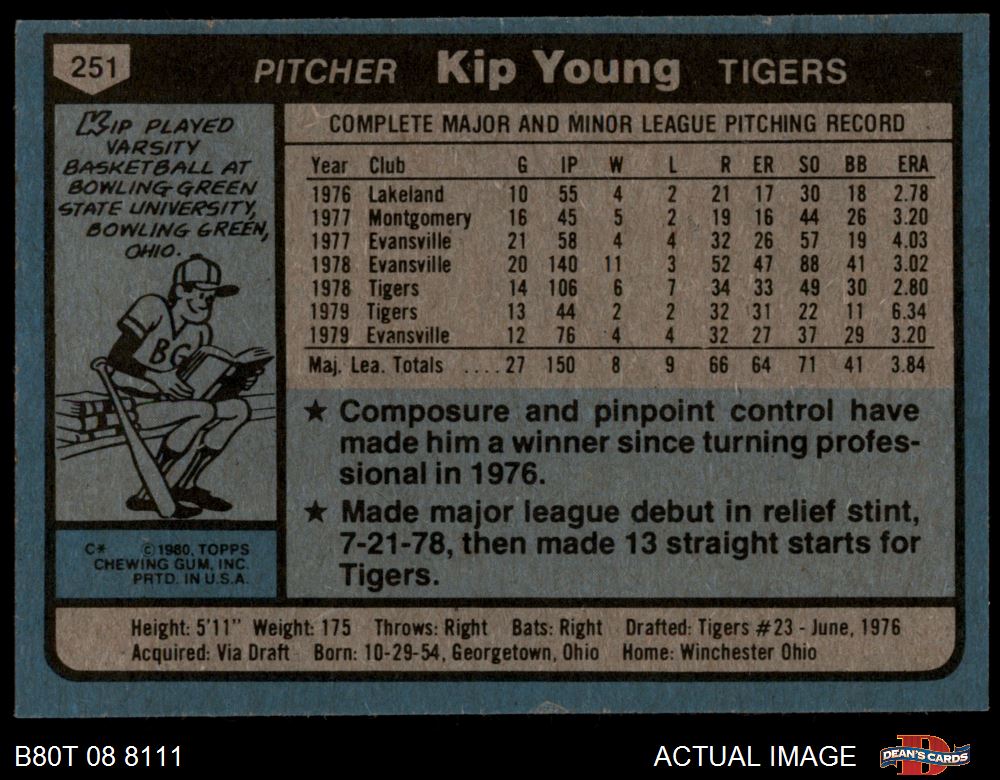 251 PITCHER Kip Young TIGERS
KIP PLAYED
VARSITY
BASKETBALL AT
BOWLING GREEN
STATE UNIVERSITY,
BOWLING GREEN,
OHIO.
BG
C* © 1980, TOPPS
CHEWING GUM, INC.
PRTD. IN U.S.A.
COMPLETE MAJOR AND MINOR LEAGUE PITCHING RECORD
Year Club G IP W L R ER SO BB ERA
1976 Lakeland 10 55 4 2 21 17 30 18 2.78
1977 Montgomery 16 45 5 2 19 16 44 26 3.20
1977 Evansville 21 58 4 4 32 26 57 19 4.03
1978 Evansville 20 140 11 3 52 47 88 41 3.02
1978 Tigers 14 106 6 7 34 33 49 30 2.80
1979 Tigers 13 44 2 2 32 31 22 11 6.34
1979 Evansville 12 76 4 4 32 27 37 29 3.20
Maj. Lea. Totals ....27 150 8 9 66 64 71 41 3.84
★ Composure and pinpoint control have
made him a winner since turning profes-
sional in 1976.
★ Made major league debut in relief stint,
7-21-78, then made 13 straight starts for
Tigers.
Height: 5'11" Weight: 175 Throws: Right Bats: Right Drafted: Tigers #23 - June, 1976
Acquired: Via Draft Born: 10-29-54, Georgetown, Ohio Home: Winchester Ohio
B80T 08 8111 ACTUAL IMAGE D DEAN'S CARDS